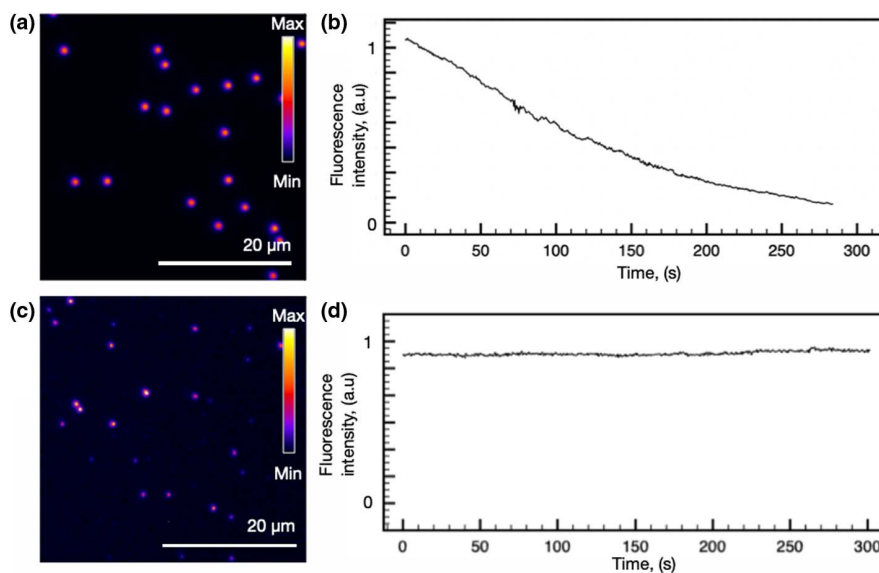 (a)
Max
Min
20 µm
(b)
Fluorescence
intensity, (a.u)
1
0
0 50 100 150 200 250 300
Time, (s)
(c)
Max
Min
20 µm
(d)
Fluorescence
intensity, (a.u)
1
0
0 50 100 150 200 250 300
Time, (s)